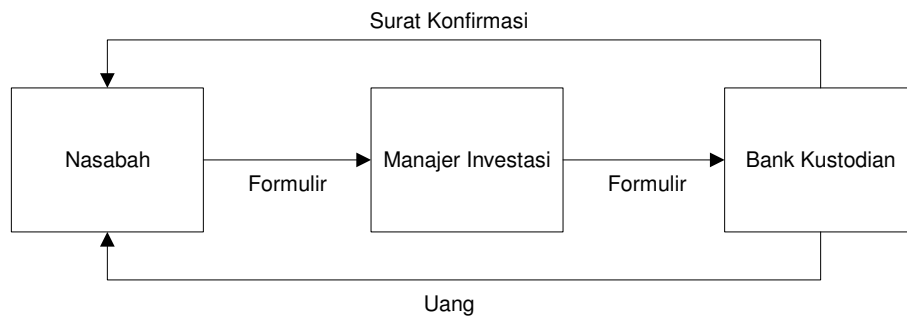 Surat Konfirmasi
Nasabah
Manajer Investasi
Bank Kustodian
Formulir
Formulir
Uang